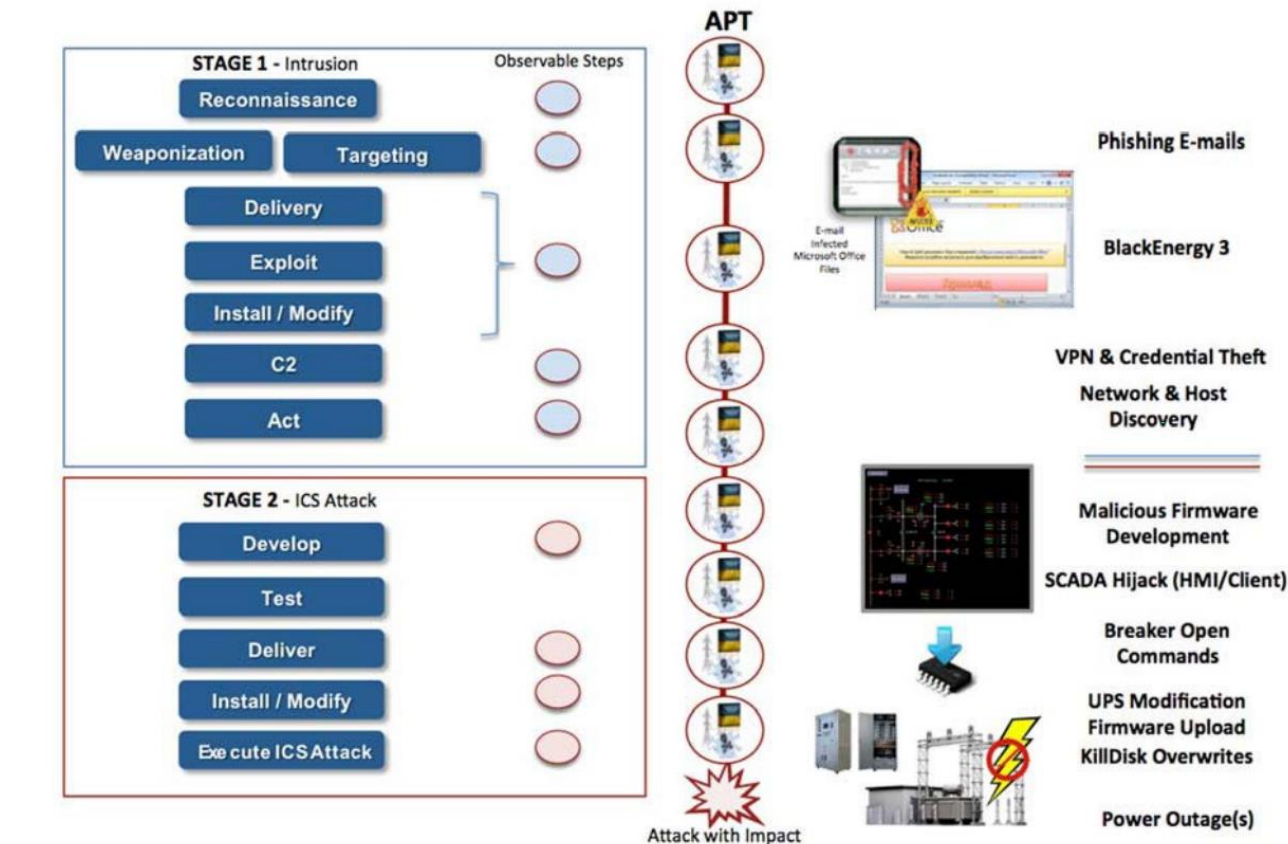 APT
STAGE 1 - Intrusion
Observable Steps
Reconnaissance
Weaponization
Targeting
Delivery
Exploit
Install / Modify
C2
Act
STAGE 2 - ICS Attack
Develop
Test
Deliver
Install / Modify
Exe cute ICS Attack
Attack with Impact
E-mail
Infected
Microsoft Office
Files
Office
Phishing E-mails
BlackEnergy 3
VPN & Credential Theft
Network & Host
Discovery
Malicious Firmware
Development
SCADA Hijack (HMI/Client)
Breaker Open
Commands
UPS Modification
Firmware Upload
KillDisk Overwrites
Power Outage(s)